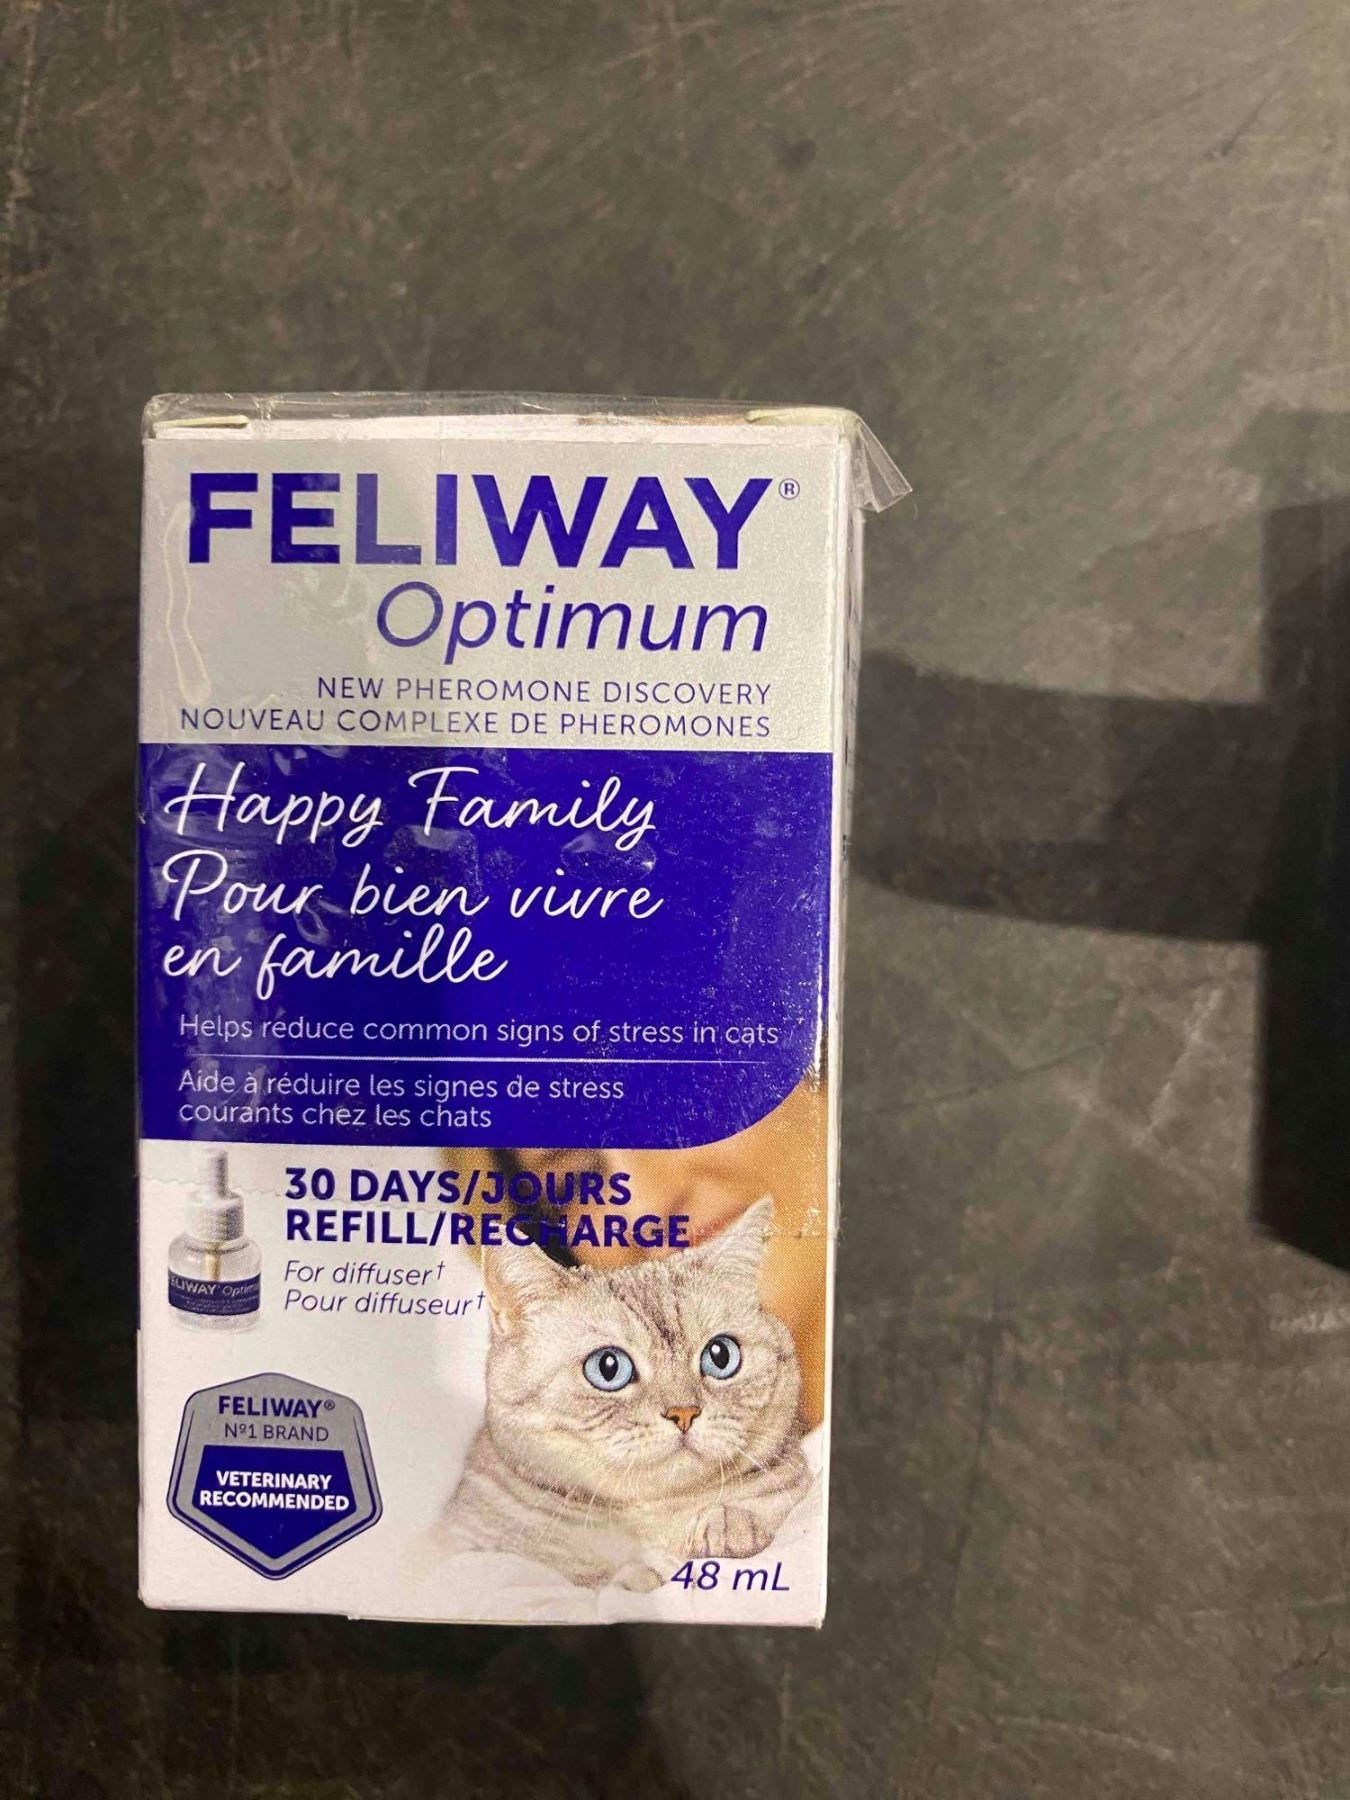 FELIWAY®
Optimum
NEW PHEROMONE DISCOVERY
NOUVEAU COMPLEXE DE PHEROMONES
Happy Family
Pour bien vivre
en famille
Helps reduce common signs of stress in cats
Aide à réduire les signes de stress
courants chez les chats
30 DAYS/JOURS
REFILL/RECHARGE
For diffuser†
Pour diffuseur†
FELIWAY®
Nº1 BRAND
VETERINARY
RECOMMENDED
48 mL